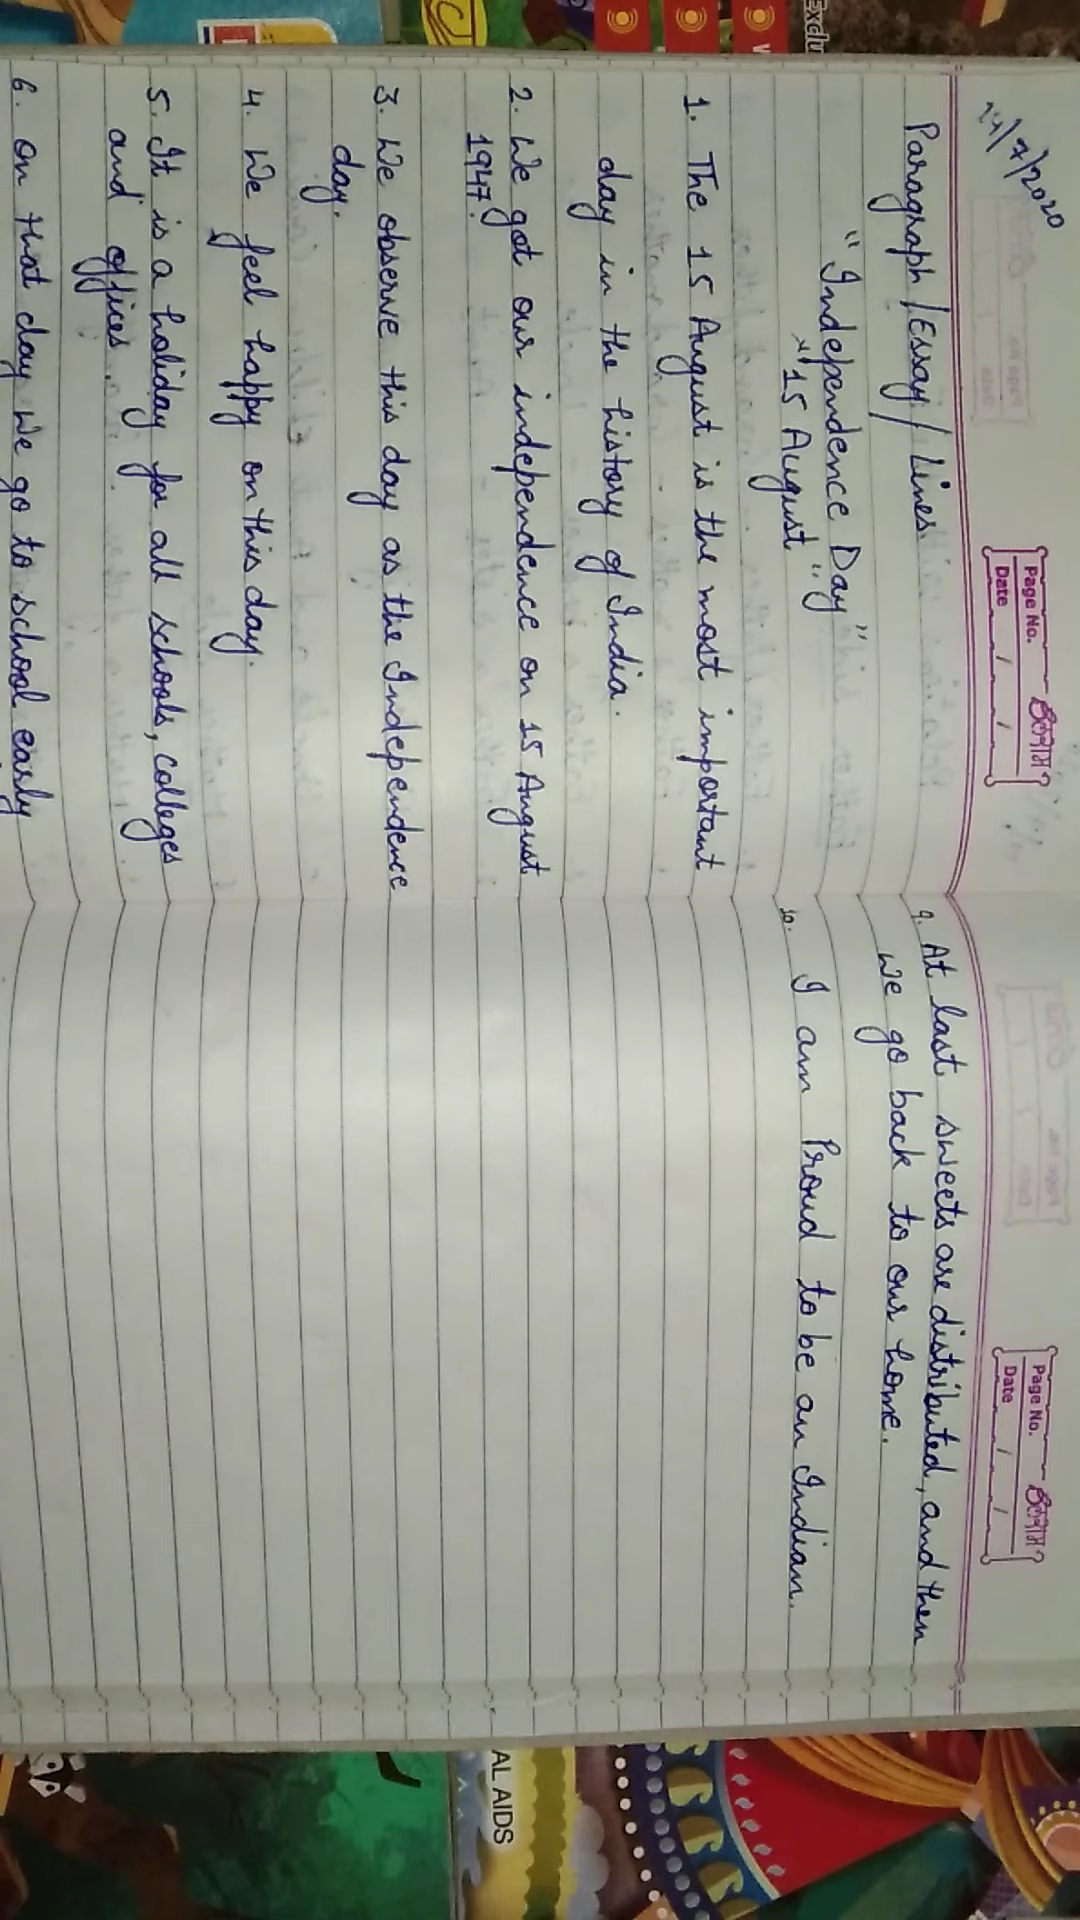 24/7/2020
Page No.
Date / /
Paragraph /Essay/ Lines
"Independence Day"
"15 August"
1. The 15 August is the most important
day in the history of India.
2. We got our independence on 15 August
1947.
3. We observe this day as the Independence
day.
4. We feel happy on this day.
5. It is a holiday for all schools, colleges
and offices.
6. On that day we go to school early
Page No.
Date / /
9. At last sweets are distributed, and then
we go back to our home.
10. I am Proud to be an Indian.
AL AIDS